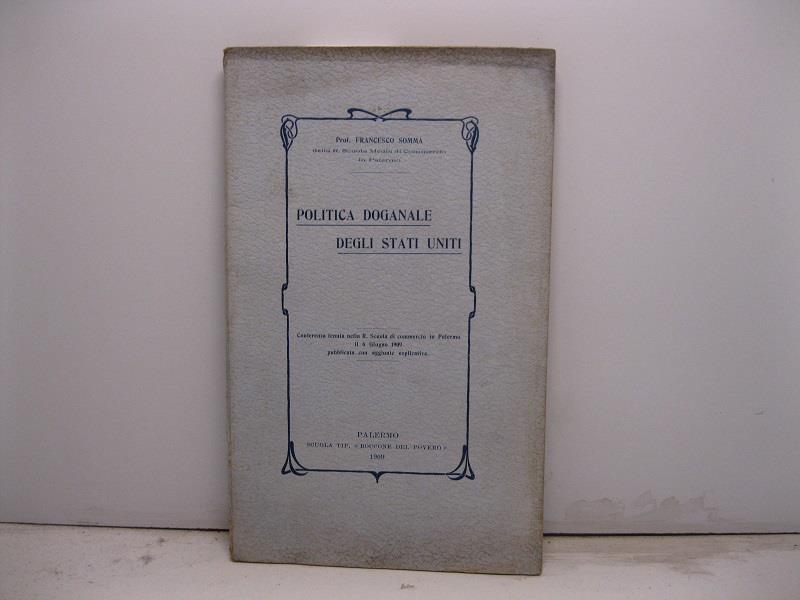 Prof. FRANCESCO SOMMA
della R. Scuola Media di Commercio
in Palermo
POLITICA DOGANALE
DEGLI STATI UNITI
Conferenza tenuta nella R. Scuola di commercio in Palermo
il 6 Giugno 1909
pubblicata con aggiunte esplicative.
PALERMO
SCUOLA TIP. «BOCCONE DEL POVERO»
1909